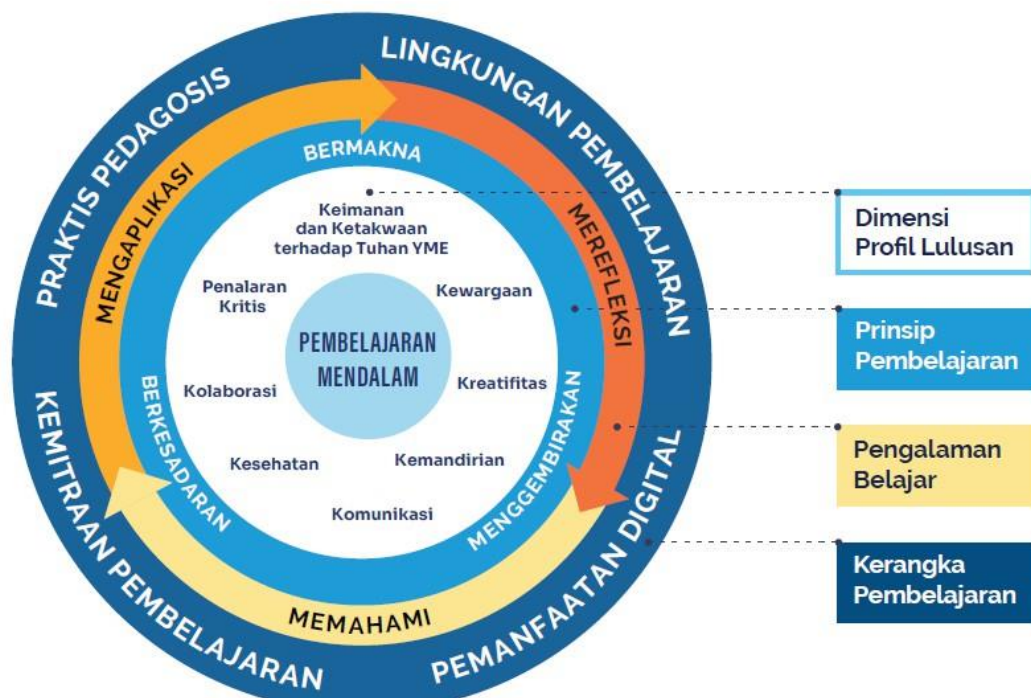 PRAKTIS PEDAGOSIS
LINGKUNGAN PEMBELAJARAN
MENGAPLIKASI
MEREFLEKSI
BERMAKNA
Keimanan
dan Ketakwaan
terhadap Tuhan YME
Penalaran
Kritis
Kewargaan
PEMBELAJARAN
MENDALAM
Kolaborasi
Kreatifitas
Kesehatan
Kemandirian
Komunikasi
BERKESADARAN
MENGGEMBIRAKAN
MEMAHAMI
KEMITRAAN PEMBELAJARAN
PEMANFAATAN DIGITAL
Dimensi
Profil Lulusan
Prinsip
Pembelajaran
Pengalaman
Belajar
Kerangka
Pembelajaran